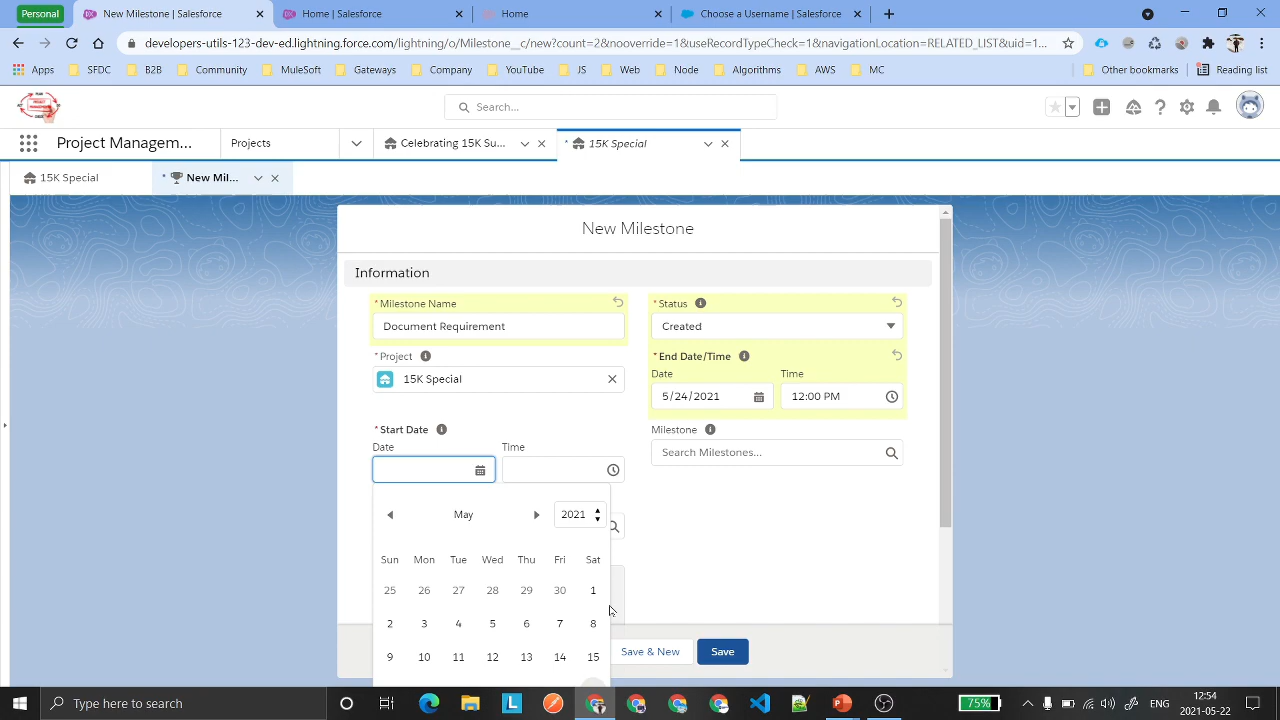 Personal
New Milestone | Salesforce
Home | Salesforce
Home
Choose a Username | Salesforce
developers-utils-123-dev-ed.lightning.force.com/lightning/o/Milestone__c/new?count=2&nooverride=1&useRecordTypeCheck=1&navigationLocation=RELATED_LIST&uid=1...
Apps
SFDC
B2B
Community
MuleSoft
Gateways
Company
YouTube
JS
Web
Node
Algorithms
AWS
MC
Other bookmarks
Reading list
Search...
Project Managem...
Projects
Celebrating 15K Su...
* 15K Special
15K Special
* New Mil...
New Milestone
Information
*Milestone Name
Document Requirement
*Status
Created
*Project
15K Special
*End Date/Time
Date
Time
5/24/2021
12:00 PM
*Start Date
Date
Time
Milestone
Search Milestones...
May
2021
Sun Mon Tue Wed Thu Fri Sat
25 26 27 28 29 30 1
2 3 4 5 6 7 8
9 10 11 12 13 14 15
Save & New
Save
Type here to search
75%
ENG
12:54
2021-05-22